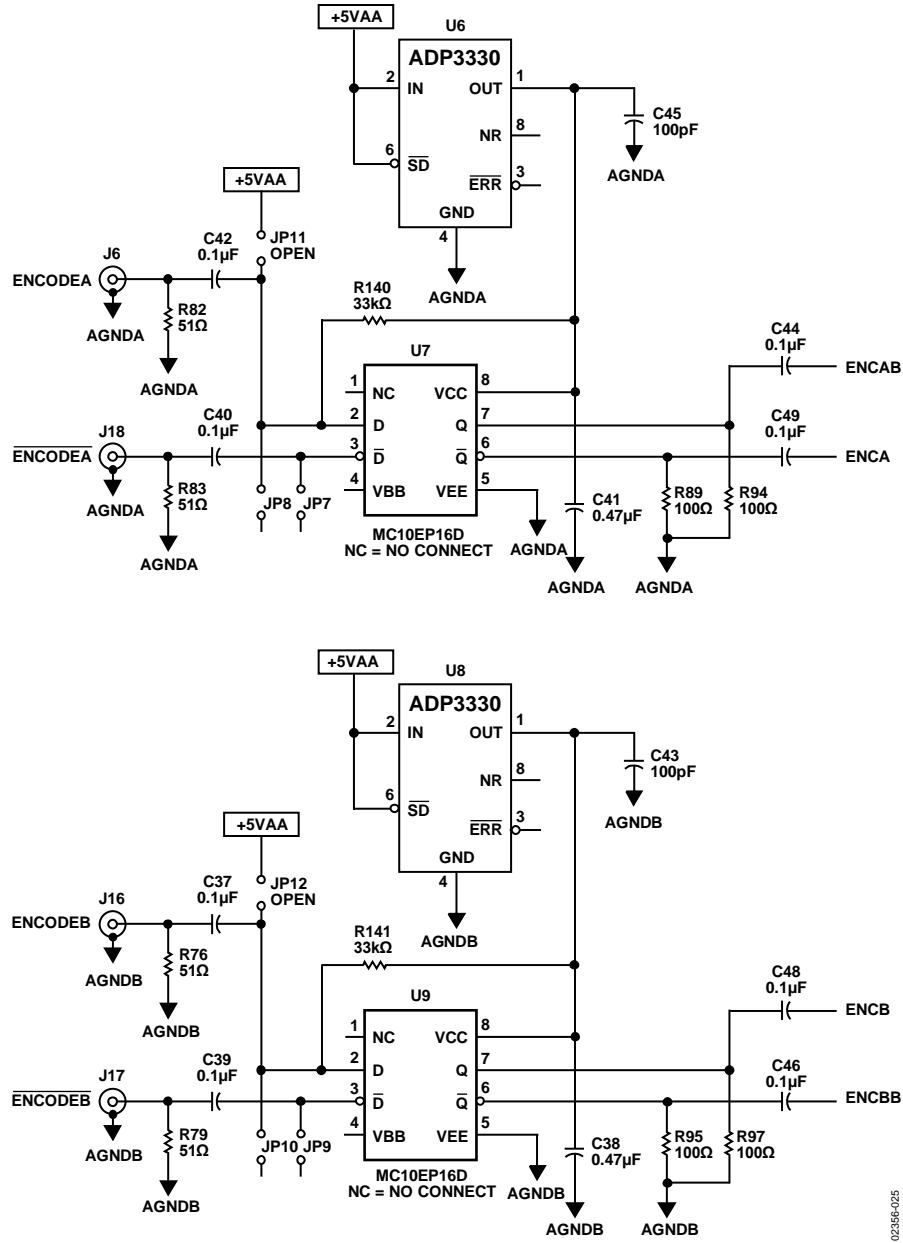 +5VAA
U6
ADP3330
2
IN
OUT
1
C45
100pF
NR
8
6
SD
ERR
3
AGNDA
GND
4
AGNDA
+5VAA
JP11
OPEN
C42
0.1µF
J6
ENCODEA
AGNDA
R82
51Ω
AGNDA
R140
33kΩ
U7
1
NC
VCC
8
2
D
Q
7
3
D
Q
6
4
VBB
VEE
5
MC10EP16D
NC = NO CONNECT
C40
0.1µF
J18
ENCODEA
AGNDA
R83
51Ω
AGNDA
JP8
JP7
AGNDA
C41
0.47µF
AGNDA
C44
0.1µF
ENCAB
C49
0.1µF
ENCA
R89
100Ω
R94
100Ω
AGNDA
+5VAA
U8
ADP3330
2
IN
OUT
1
C43
100pF
NR
8
6
SD
ERR
3
AGNDB
GND
4
AGNDB
+5VAA
JP12
OPEN
C37
0.1µF
J16
ENCODEB
AGNDB
R76
51Ω
AGNDB
R141
33kΩ
U9
1
NC
VCC
8
2
D
Q
7
3
D
Q
6
4
VBB
VEE
5
MC10EP16D
NC = NO CONNECT
C39
0.1µF
J17
ENCODEB
AGNDB
R79
51Ω
AGNDB
JP10
JP9
AGNDB
C38
0.47µF
AGNDB
C48
0.1µF
ENCB
C46
0.1µF
ENCBB
R95
100Ω
R97
100Ω
AGNDB
02356-025